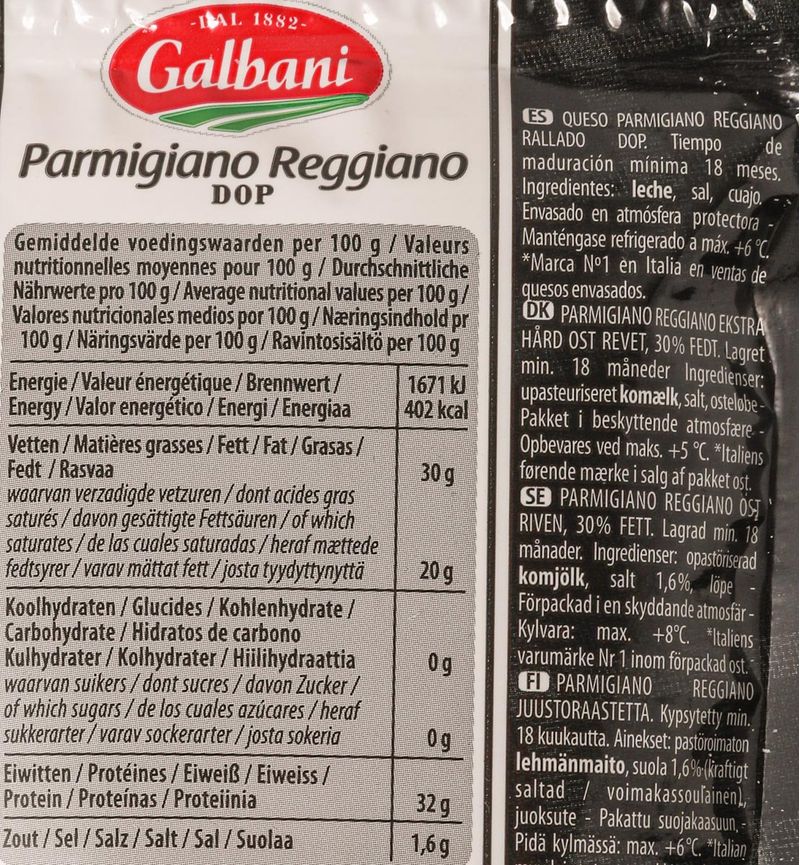 -DAL 1882-
Galbani
Parmigiano Reggiano
DOP
Gemiddelde voedingswaarden per 100 g / Valeurs
nutritionnelles moyennes pour 100 g / Durchschnittliche
Nährwerte pro 100 g / Average nutritional values per 100 g /
Valores nutricionales medios por 100 g / Næringsindhold pr
100 g / Näringsvärde per 100 g / Ravintosisältö per 100 g
Energie / Valeur énergétique / Brennwert / 1671 kJ
Energy / Valor energético / Energi / Energiaa 402 kcal
Vetten / Matières grasses / Fett / Fat / Grasas /
Fedt / Rasvaa 30 g
waarvan verzadigde vetzuren / dont acides gras
saturés / davon gesättigte Fettsäuren / of which
saturates / de las cuales saturadas / heraf mættede
fedtsyrer / varav mättat fett / josta tyydyttynyttä 20 g
Koolhydraten / Glucides / Kohlenhydrate /
Carbohydrate / Hidratos de carbono
Kulhydrater / Kolhydrater / Hiilihydraattia 0 g
waarvan suikers / dont sucres / davon Zucker /
of which sugars / de los cuales azúcares / heraf
sukkerarter / varav sockerarter / josta sokeria 0 g
Eiwitten / Protéines / Eiweiß / Eiweiss /
Protein / Proteínas / Proteiinia 32 g
Zout / Sel / Salz / Salt / Sal / Suolaa 1,6 g
ES QUESO PARMIGIANO REGGIANO
RALLADO DOP. Tiempo de
maduración mínima 18 meses.
Ingredientes: leche, sal, cuajo. -
Envasado en atmósfera protectora -
Manténgase refrigerado a máx. +6 °C.
*Marca Nº1 en Italia en ventas de
quesos envasados.
DK PARMIGIANO REGGIANO EKSTRA
HÅRD OST REVET, 30% FEDT. Lagret
min. 18 måneder Ingredienser:
upasteuriseret komælk, salt, osteløbe -
Pakket i beskyttende atmosfære. -
Opbevares ved maks. +5 °C. *Italiens
førende mærke i salg af pakket ost.
SE PARMIGIANO REGGIANO OST
RIVEN, 30% FETT. Lagrad min. 18
månader. Ingredienser: opastöriserad
komjölk, salt 1,6%, löpe -
Förpackad i en skyddande atmosfär -
Kylvara: max. +8°C. *Italiens
varumärke Nr 1 inom förpackad ost.
FI PARMIGIANO REGGIANO
JUUSTORAASTETTA. Kypsytetty min.
18 kuukautta. Ainekset: pastöroimaton
lehmänmaito, suola 1,6% (kraftigt
saltad / voimakassuolainen),
juoksute - Pakattu suojakaasuun. -
Pidä kylmässä: max. +6°C. *Italian